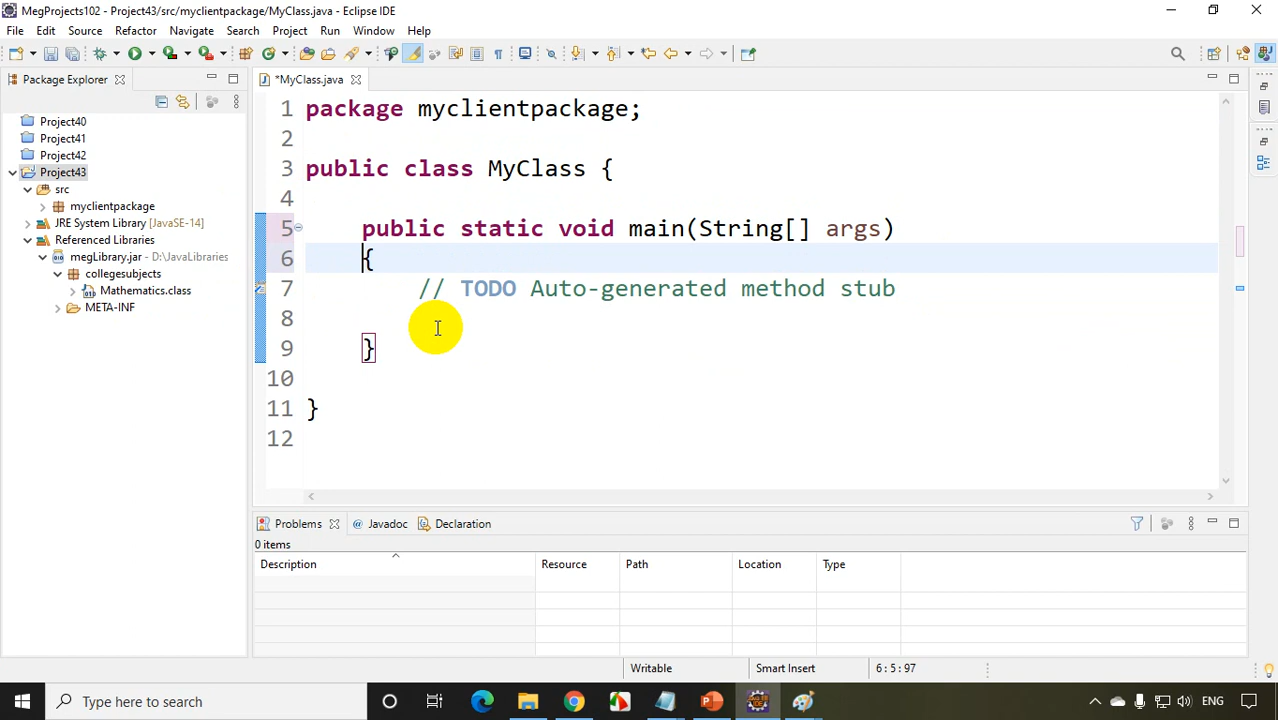 MegProjects102 - Project43/src/myclientpackage/MyClass.java - Eclipse IDE
File Edit Source Refactor Navigate Search Project Run Window Help
Package Explorer
*MyClass.java
Project40
Project41
Project42
Project43
src
myclientpackage
JRE System Library [JavaSE-14]
Referenced Libraries
megLibrary.jar - D:\JavaLibraries
collegesubjects
Mathematics.class
META-INF
1 package myclientpackage;
2
3 public class MyClass {
4
5 public static void main(String[] args)
6 {
7 // TODO Auto-generated method stub
8
9 }
10
11 }
12
Problems @ Javadoc Declaration
0 items
Description Resource Path Location Type
Writable Smart Insert 6 : 5 : 97
Type here to search
ENG